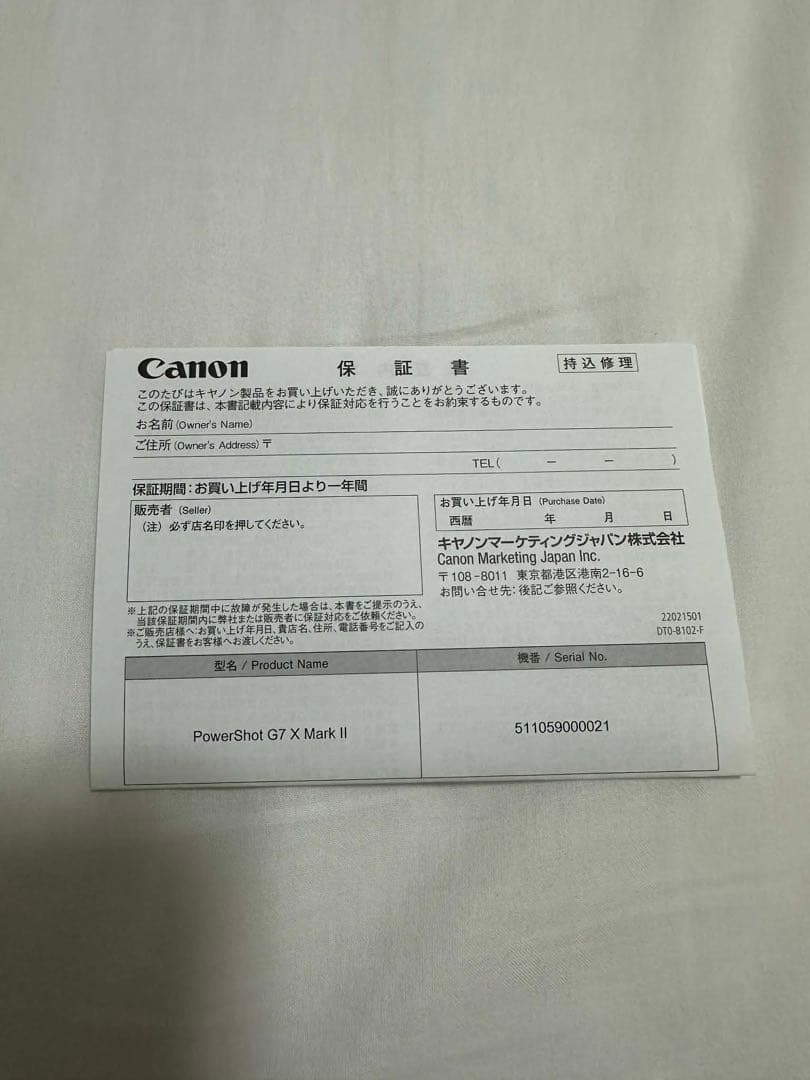 Canon 保証書 持込修理
このたびはキヤノン製品をお買い上げいただき、誠にありがとうございます。
この保証書は、本書記載内容により保証対応を行うことをお約束するものです。
お名前 (Owner's Name)
ご住所 (Owner's Address) 〒
TEL( － － )
保証期間：お買い上げ年月日より一年間
販売者 (Seller)
（注）必ず店名印を押してください。
お買い上げ年月日 (Purchase Date)
西暦 年 月 日
キヤノンマーケティングジャパン株式会社
Canon Marketing Japan Inc.
〒108-8011 東京都港区港南2-16-6
お問い合せ先：後記ご参照ください。
※上記の保証期間中に故障が発生した場合は、本書をご提示のうえ、
当該保証期間内に弊社または販売者に保証対応をご依頼ください。
※ご販売店様へ：お買い上げ年月日、貴店名、住所、電話番号をご記入の
うえ、保証書をお客様へお渡しください。
22021501
DT0-B102-F
型名 / Product Name 機番 / Serial No.
PowerShot G7 X Mark II 511059000021